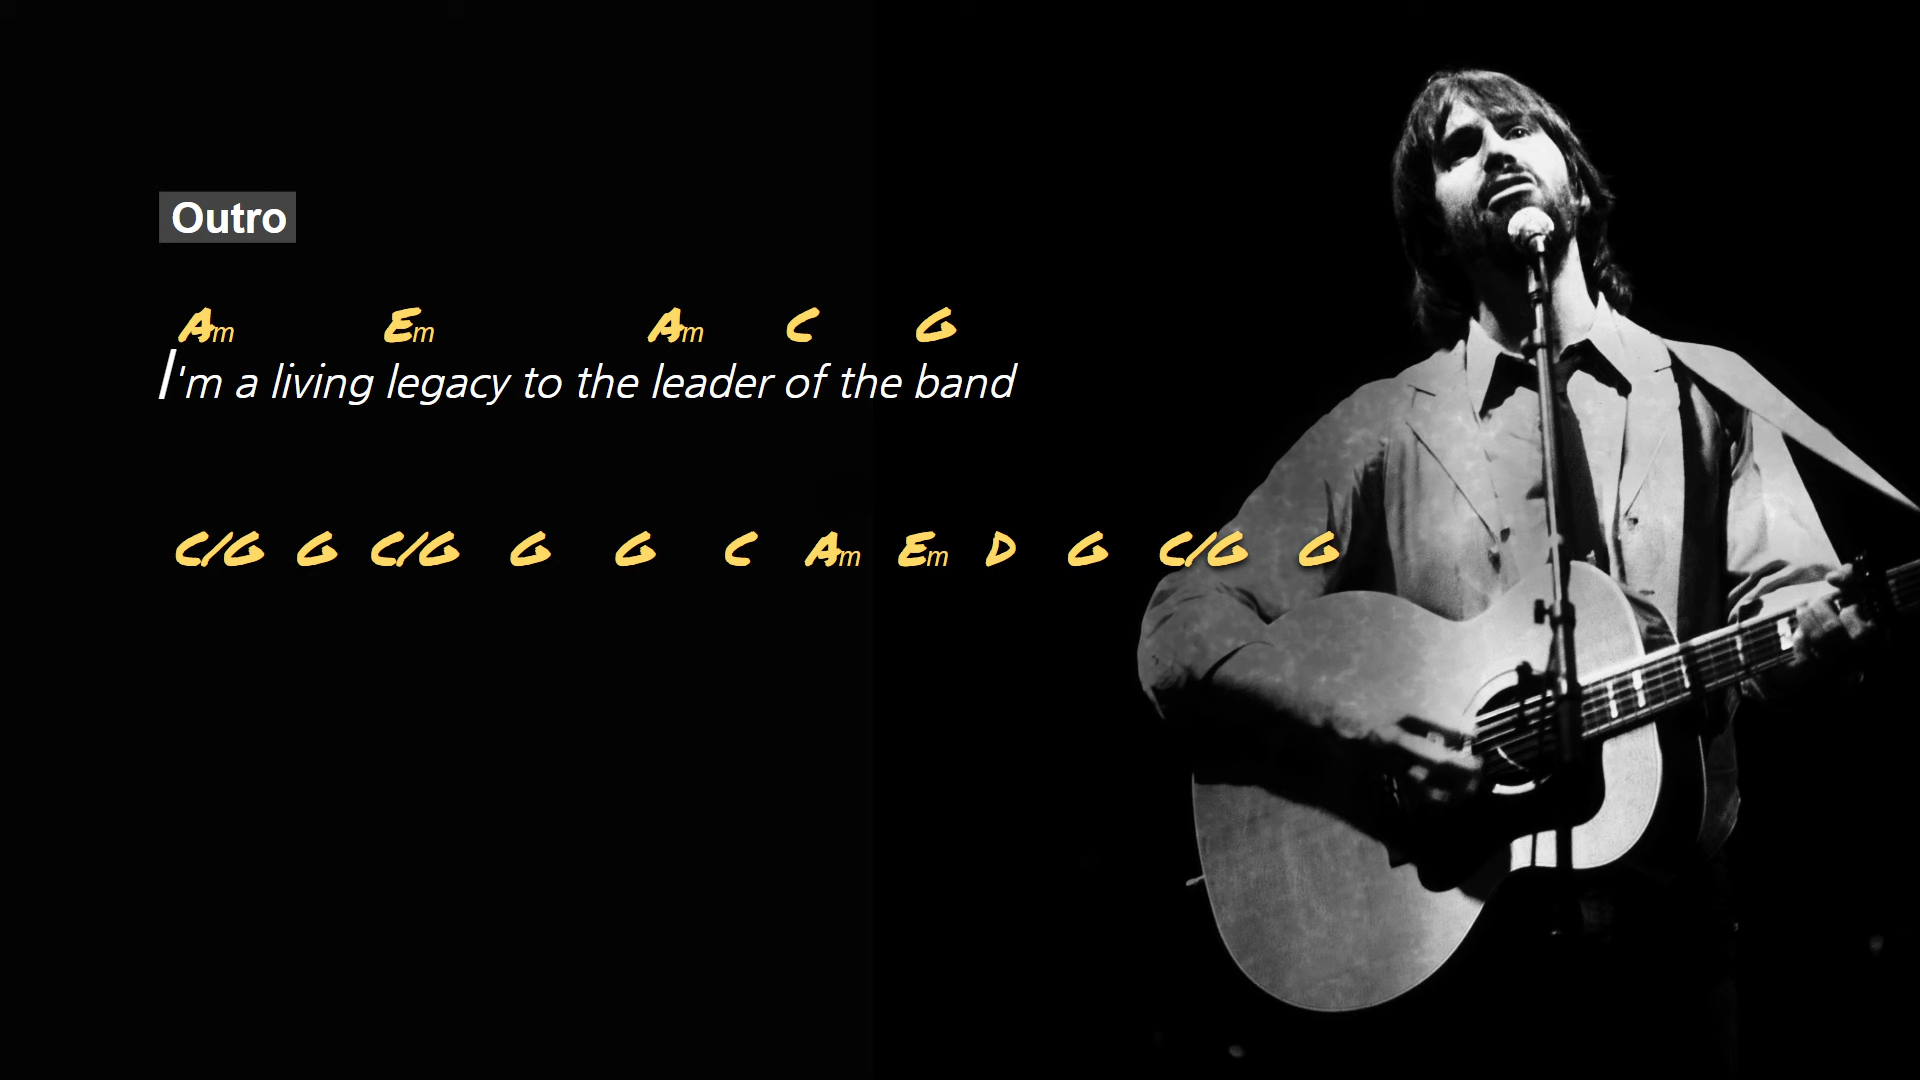 Outro
Am Em Am C G
I'm a living legacy to the leader of the band
C/G G C/G G G C Am Em D G C/G G